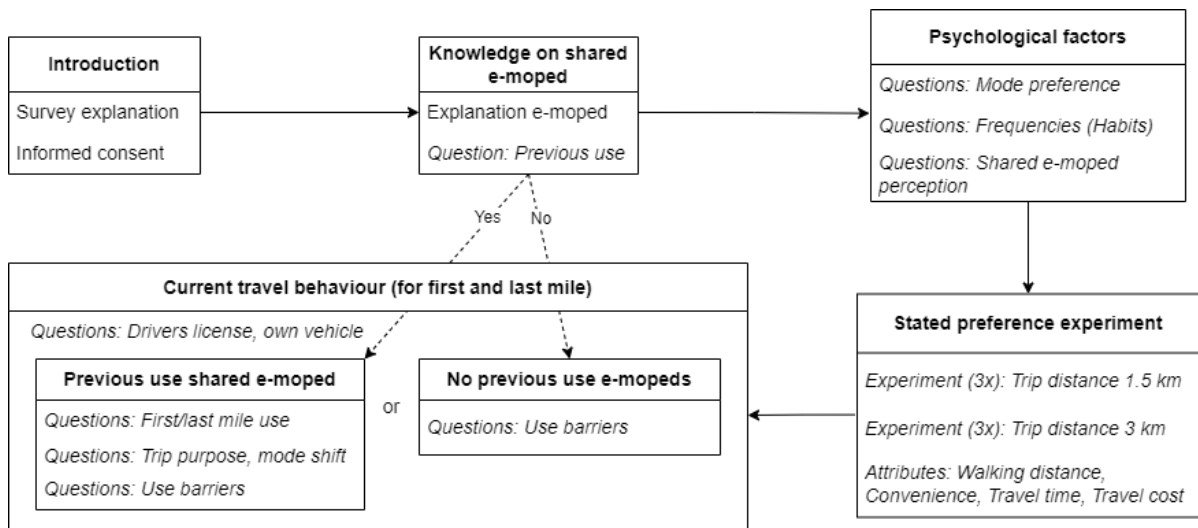 Introduction
Survey explanation
Informed consent
Knowledge on shared
e-moped
Explanation e-moped
Question: Previous use
Psychological factors
Questions: Mode preference
Questions: Frequencies (Habits)
Questions: Shared e-moped
perception
Yes
No
Current travel behaviour (for first and last mile)
Questions: Drivers license, own vehicle
Previous use shared e-moped
Questions: First/last mile use
Questions: Trip purpose, mode shift
Questions: Use barriers
or
No previous use e-mopeds
Questions: Use barriers
Stated preference experiment
Experiment (3x): Trip distance 1.5 km
Experiment (3x): Trip distance 3 km
Attributes: Walking distance,
Convenience, Travel time, Travel cost